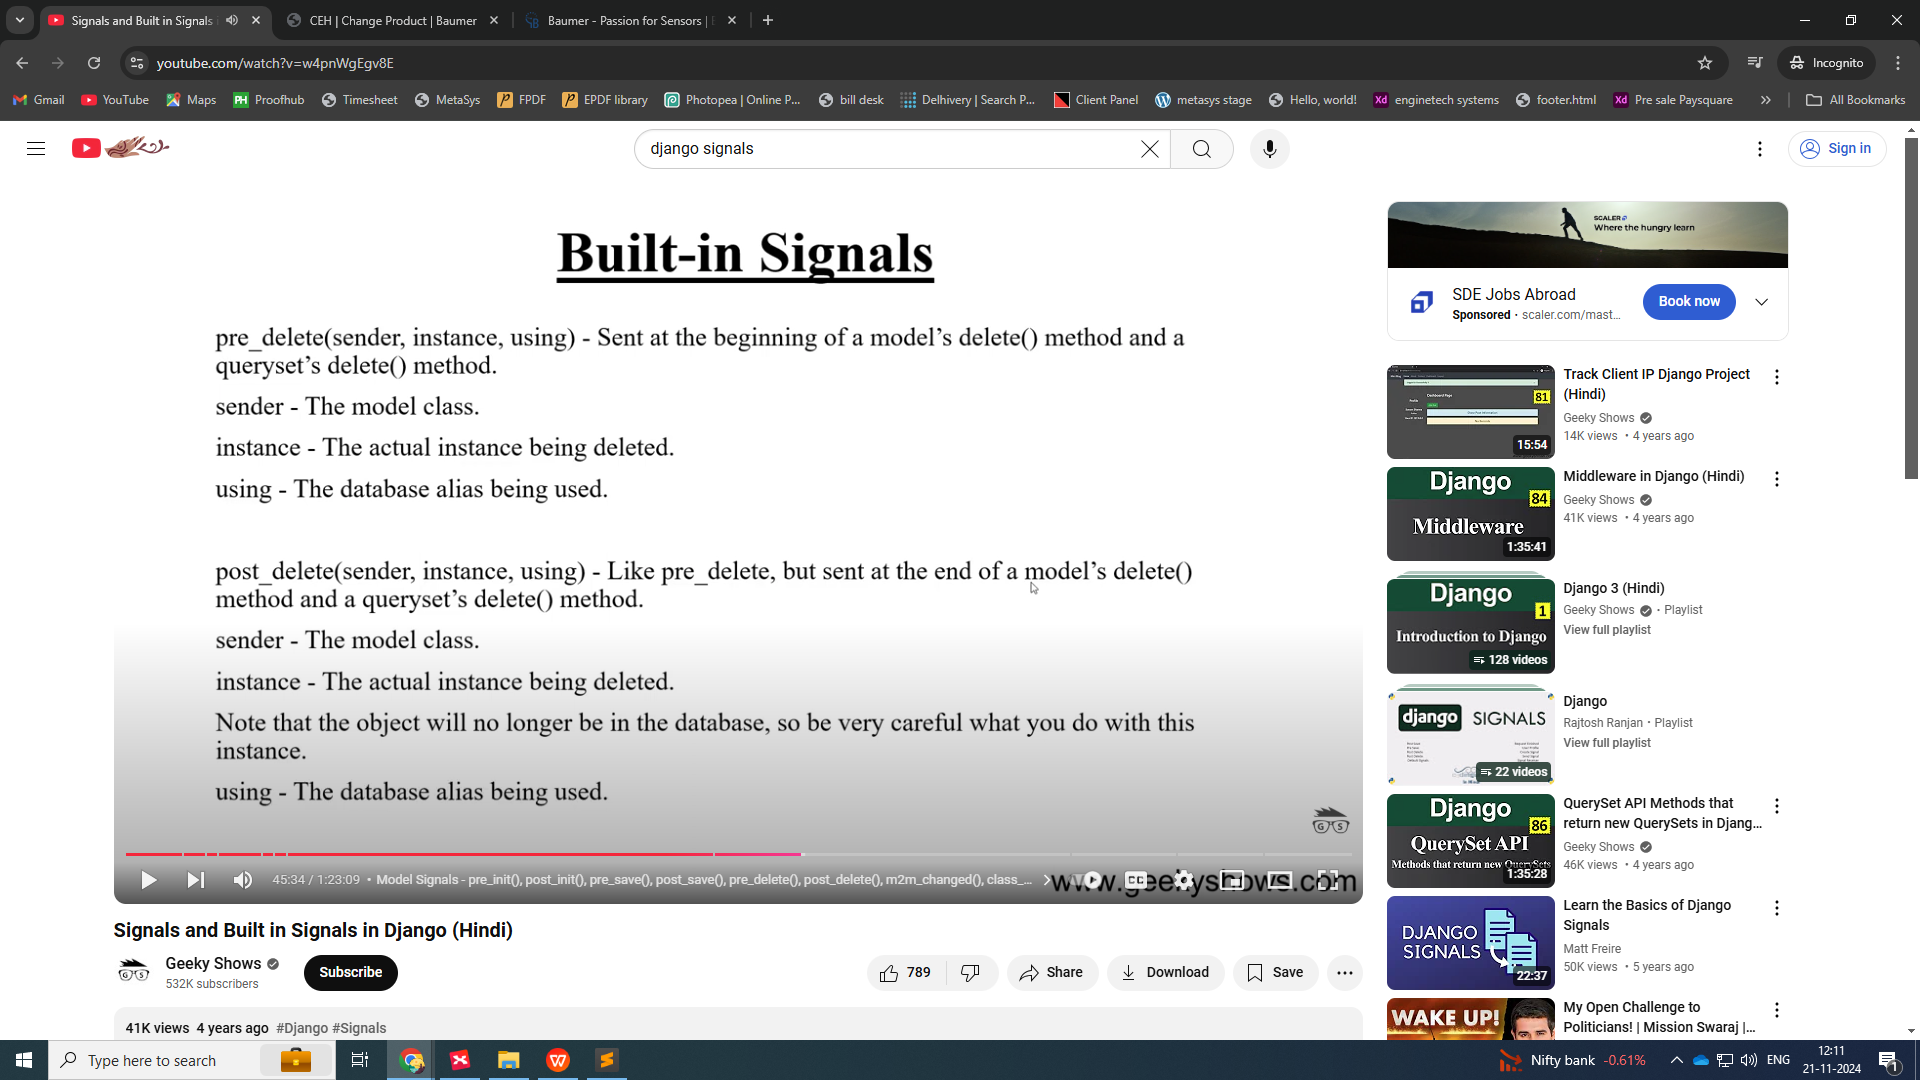 Signals and Built in Signals
CEH | Change Product | Baumer
Baumer - Passion for Sensors |
youtube.com/watch?v=w4pnWgEgv8E
Incognito
Gmail
YouTube
Maps
Proofhub
Timesheet
MetaSys
FPDF
EPDF library
Photopea | Online P...
bill desk
Delhivery | Search P...
Client Panel
metasys stage
Hello, world!
enginetech systems
footer.html
Pre sale Paysquare
All Bookmarks
django signals
Sign in
Built-in Signals
pre_delete(sender, instance, using) - Sent at the beginning of a model’s delete() method and a
queryset’s delete() method.
sender - The model class.
instance - The actual instance being deleted.
using - The database alias being used.
post_delete(sender, instance, using) - Like pre_delete, but sent at the end of a model’s delete()
method and a queryset’s delete() method.
sender - The model class.
instance - The actual instance being deleted.
Note that the object will no longer be in the database, so be very careful what you do with this
instance.
using - The database alias being used.
GS
45:34 / 1:23:09 • Model Signals - pre_init(), post_init(), pre_save(), post_save(), pre_delete(), post_delete(), m2m_changed(), class_...
www.geekyshows.com
Signals and Built in Signals in Django (Hindi)
Geeky Shows
532K subscribers
Subscribe
789
Share
Download
Save
41K views 4 years ago #Django #Signals
SCALER
Where the hungry learn
SDE Jobs Abroad
Sponsored · scaler.com/mast...
Book now
81
15:54
Track Client IP Django Project
(Hindi)
Geeky Shows
14K views • 4 years ago
Django
84
Middleware
1:35:41
Middleware in Django (Hindi)
Geeky Shows
41K views • 4 years ago
Django
1
Introduction to Django
128 videos
Django 3 (Hindi)
Geeky Shows · Playlist
View full playlist
django SIGNALS
22 videos
Django
Rajtosh Ranjan · Playlist
View full playlist
Django
86
QuerySet API
Methods that return new QuerySets
1:35:28
QuerySet API Methods that
return new QuerySets in Djang...
Geeky Shows
46K views • 4 years ago
DJANGO
SIGNALS
22:37
Learn the Basics of Django
Signals
Matt Freire
50K views • 5 years ago
WAKE UP!
My Open Challenge to
Politicians! | Mission Swaraj |...
Type here to search
Nifty bank -0.61%
ENG
12:11
21-11-2024
1